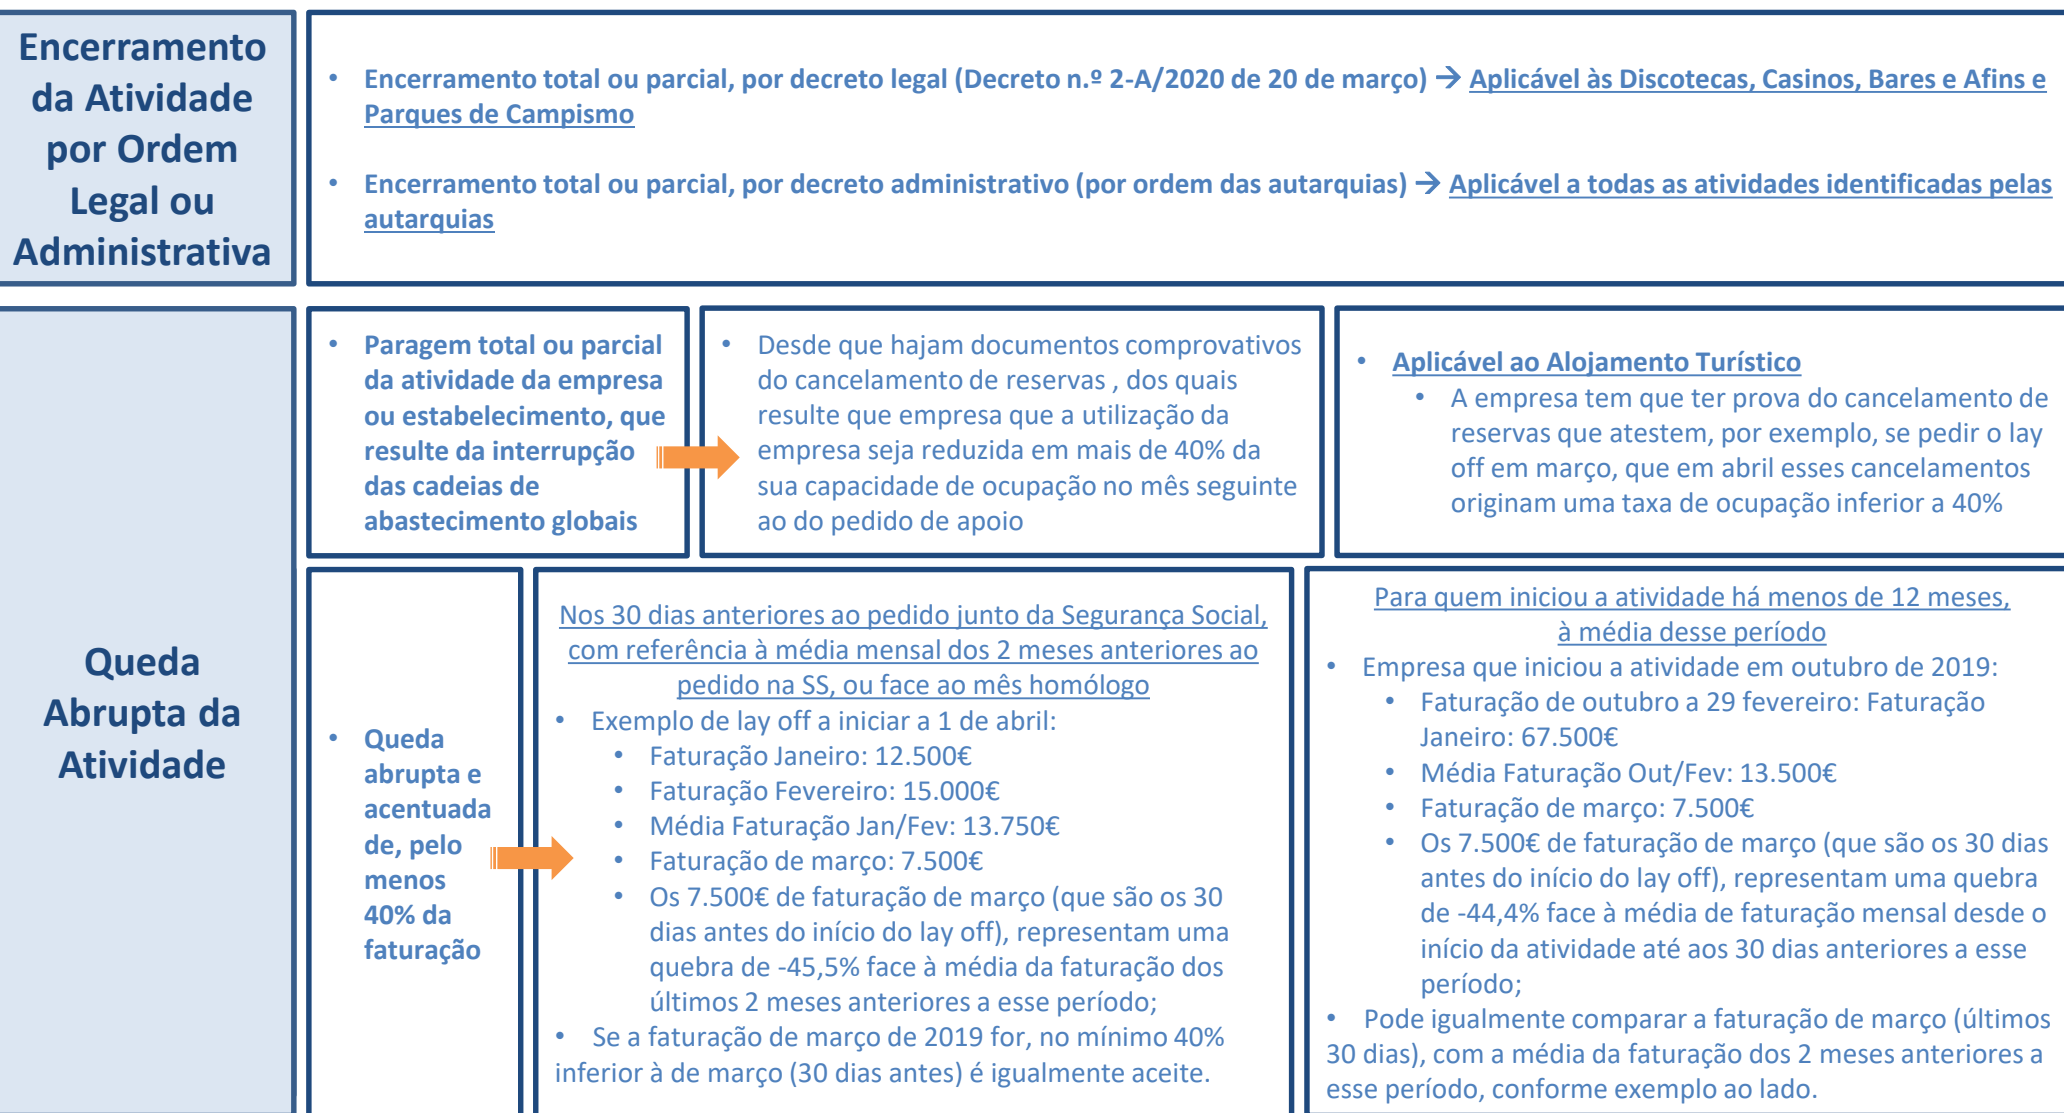 Encerramento
da Atividade
por Ordem
Legal ou
Administrativa
• Encerramento total ou parcial, por decreto legal (Decreto n.º 2-A/2020 de 20 de março) → Aplicável às Discotecas, Casinos, Bares e Afins e
Parques de Campismo
• Encerramento total ou parcial, por decreto administrativo (por ordem das autarquias) → Aplicável a todas as atividades identificadas pelas
autarquias
Queda
Abrupta da
Atividade
• Paragem total ou parcial
da atividade da empresa
ou estabelecimento, que
resulte da interrupção
das cadeias de
abastecimento globais
• Desde que hajam documentos comprovativos
do cancelamento de reservas , dos quais
resulte que empresa que a utilização da
empresa seja reduzida em mais de 40% da
sua capacidade de ocupação no mês seguinte
ao do pedido de apoio
• Aplicável ao Alojamento Turístico
• A empresa tem que ter prova do cancelamento de
reservas que atestem, por exemplo, se pedir o lay
off em março, que em abril esses cancelamentos
originam uma taxa de ocupação inferior a 40%
• Queda
abrupta e
acentuada
de, pelo
menos
40% da
faturação
Nos 30 dias anteriores ao pedido junto da Segurança Social,
com referência à média mensal dos 2 meses anteriores ao
pedido na SS, ou face ao mês homólogo
• Exemplo de lay off a iniciar a 1 de abril:
• Faturação Janeiro: 12.500€
• Faturação Fevereiro: 15.000€
• Média Faturação Jan/Fev: 13.750€
• Faturação de março: 7.500€
• Os 7.500€ de faturação de março (que são os 30
dias antes do início do lay off), representam uma
quebra de -45,5% face à média da faturação dos
últimos 2 meses anteriores a esse período;
• Se a faturação de março de 2019 for, no mínimo 40%
inferior à de março (30 dias antes) é igualmente aceite.
Para quem iniciou a atividade há menos de 12 meses,
à média desse período
• Empresa que iniciou a atividade em outubro de 2019:
• Faturação de outubro a 29 fevereiro: Faturação
Janeiro: 67.500€
• Média Faturação Out/Fev: 13.500€
• Faturação de março: 7.500€
• Os 7.500€ de faturação de março (que são os 30 dias
antes do início do lay off), representam uma quebra
de -44,4% face à média de faturação mensal desde o
início da atividade até aos 30 dias anteriores a esse
período;
• Pode igualmente comparar a faturação de março (últimos
30 dias), com a média da faturação dos 2 meses anteriores a
esse período, conforme exemplo ao lado.